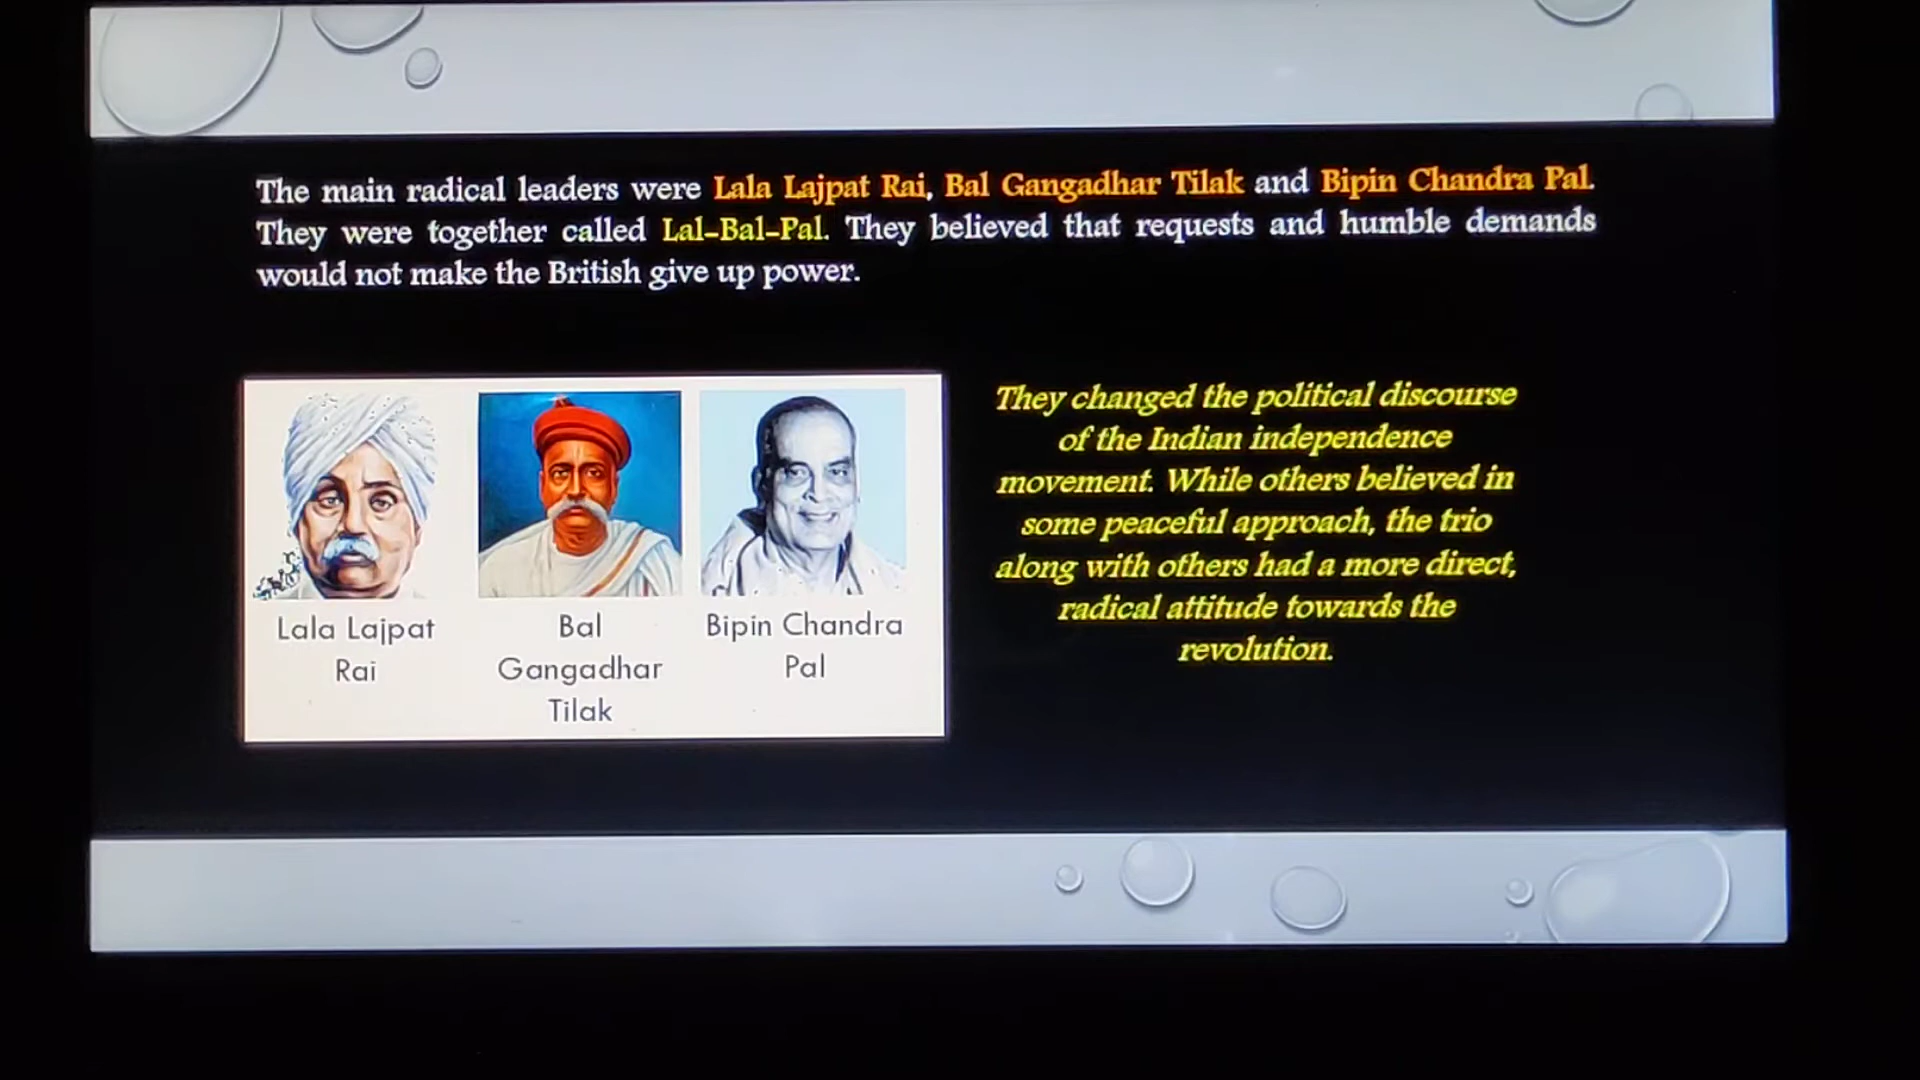 The main radical leaders were Lala Lajpat Rai, Bal Gangadhar Tilak and Bipin Chandra Pal.
They were together called Lal-Bal-Pal. They believed that requests and humble demands
would not make the British give up power.
They changed the political discourse
of the Indian independence
movement. While others believed in
some peaceful approach, the trio
along with others had a more direct,
radical attitude towards the
revolution.
Lala Lajpat
Rai
Bal
Gangadhar
Tilak
Bipin Chandra
Pal